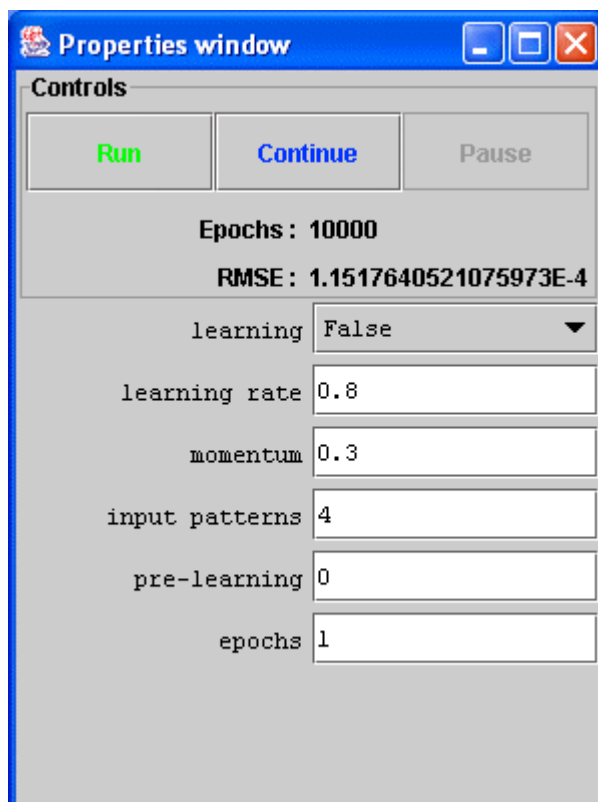 Properties window
Controls
Run Continue Pause
Epochs : 10000
RMSE : 1.1517640521075973E-4
learning False
learning rate 0.8
momentum 0.3
input patterns 4
pre-learning 0
epochs 1